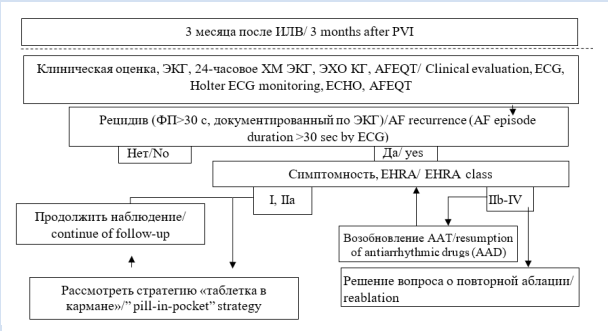 3 месяца после ИЛВ/ 3 months after PVI
Клиническая оценка, ЭКГ, 24-часовое ХМ ЭКГ, ЭХО КГ, AFEQT/ Clinical evaluation, ECG,
Holter ECG monitoring, ECHO, AFEQT
Рецидив (ФП>30 с, документированный по ЭКГ)/AF recurrence (AF episode
duration >30 sec by ECG)
Нет/No
Да/ yes
Симптомность, EHRA/ EHRA class
I, IIa
IIb-IV
Продолжить наблюдение/
continue of follow-up
Возобновление ААТ/resumption
of antiarrhythmic drugs (AAD)
Рассмотреть стратегию «таблетка в
кармане»/” pill-in-pocket” strategy
Решение вопроса о повторной аблации/
reablation